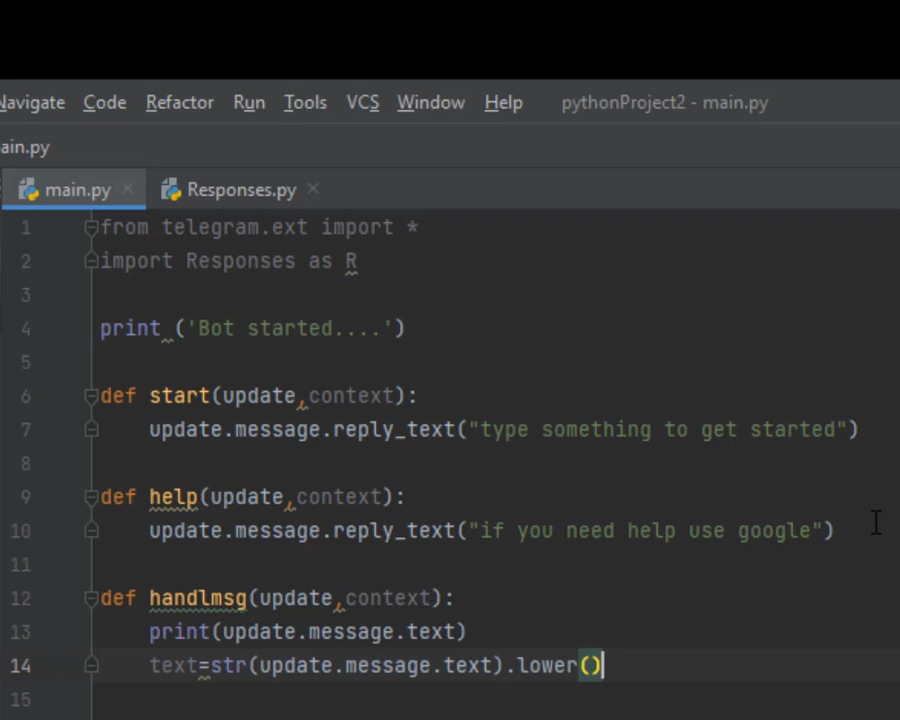 Navigate Code Refactor Run Tools VCS Window Help pythonProject2 - main.py
ain.py
main.py Responses.py
1 from telegram.ext import *
2 import Responses as R
3
4 print ('Bot started....')
5
6 def start(update,context):
7 update.message.reply_text("type something to get started")
8
9 def help(update,context):
10 update.message.reply_text("if you need help use google")
11
12 def handlmsg(update,context):
13 print(update.message.text)
14 text=str(update.message.text).lower()
15